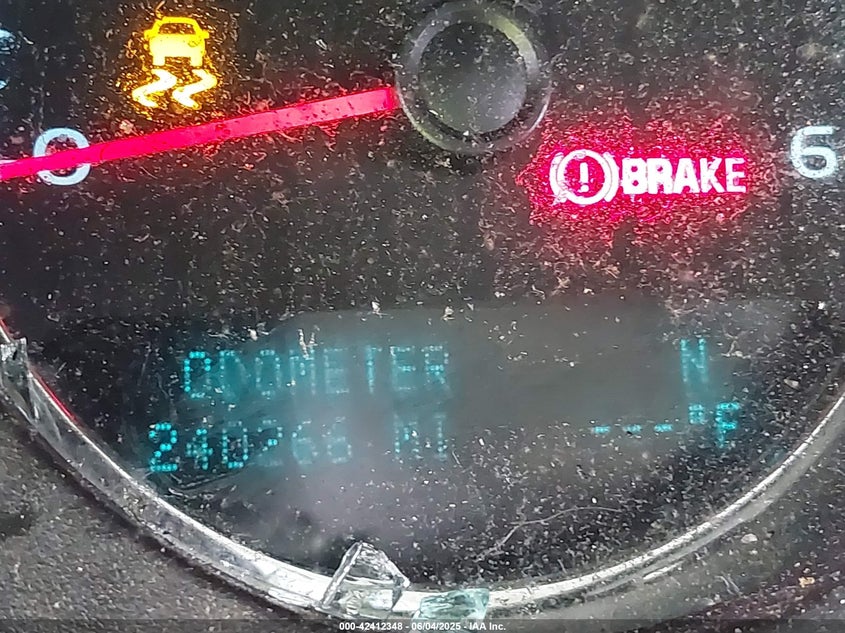 0
BRAKE
6
ODOMETER N
240266 MI ---°F
000-42412348 - 06/04/2025 - IAA Inc.